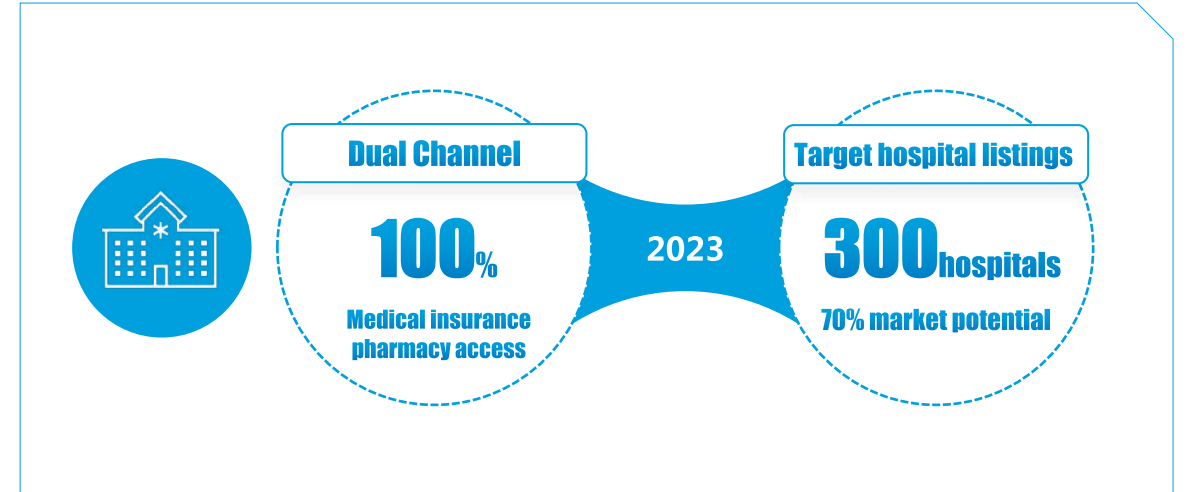 Dual Channel
100%
Medical insurance
pharmacy access
2023
Target hospital listings
300hospitals
70% market potential